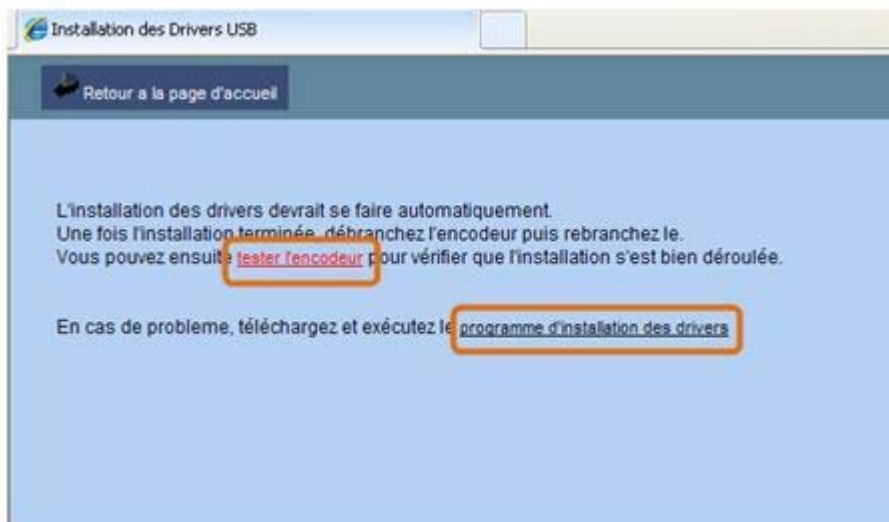 Installation des Drivers USB
Retour a la page d'accueil
L'installation des drivers devrait se faire automatiquement.
Une fois l'installation terminée, débranchez l'encodeur puis rebranchez le.
Vous pouvez ensuite tester l'encodeur pour vérifier que l'installation s'est bien déroulée.
En cas de probleme, téléchargez et exécutez le programme d'installation des drivers